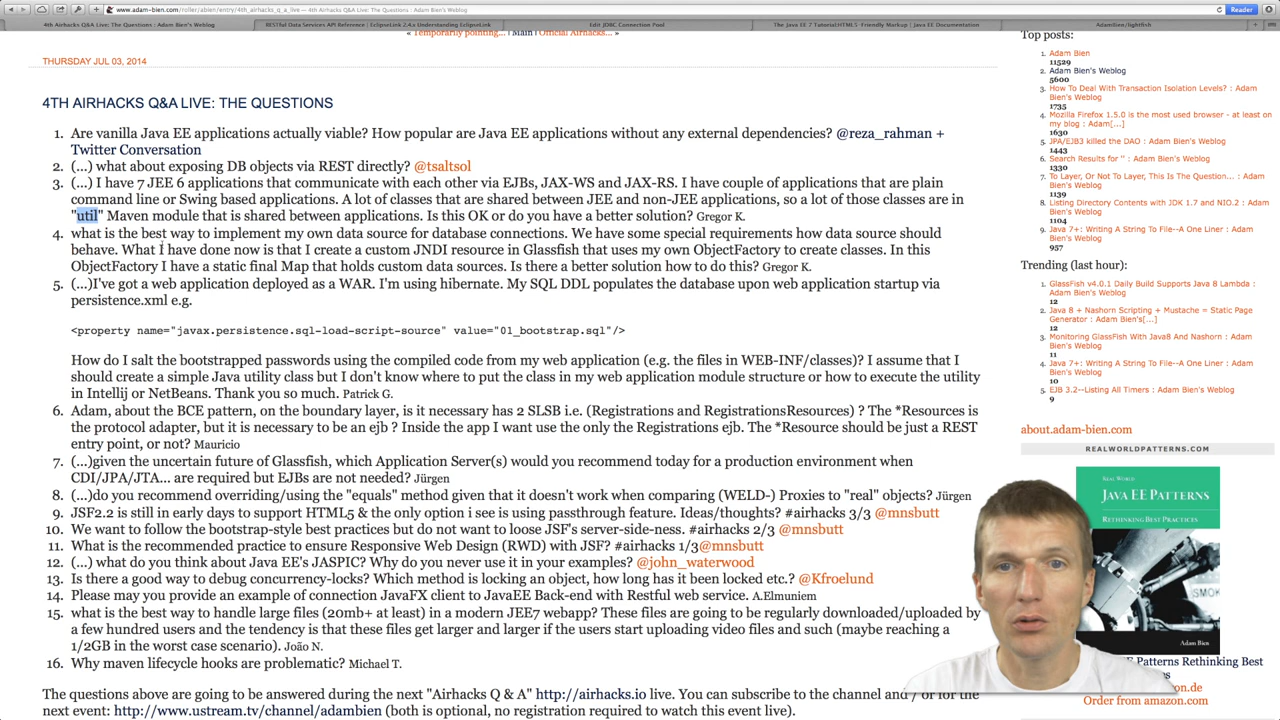 www.adam-bien.com/roller/abien/entry/4th_airhacks_q_a_live — 4th Airhacks Q&A Live: The Questions : Adam Bien's Weblog
Reader
4th Airhacks Q&A Live: The Questions : Adam Bien's Weblog
RESTful Data Services API Reference | EclipseLink 2.4.x Understanding EclipseLink
Edit JDBC Connection Pool
The Java EE 7 Tutorial:HTML5-Friendly Markup | Java EE Documentation
AdamBien/lightfish
« Temporarily pointing... | Main | Official Airhacks... »
THURSDAY JUL 03, 2014
4TH AIRHACKS Q&A LIVE: THE QUESTIONS
1. Are vanilla Java EE applications actually viable? How popular are Java EE applications without any external dependencies? @reza_rahman +
Twitter Conversation
2. (...) what about exposing DB objects via REST directly? @tsaltsol
3. (...) I have 7 JEE 6 applications that communicate with each other via EJBs, JAX-WS and JAX-RS. I have couple of applications that are plain
command line or Swing based applications. A lot of classes that are shared between JEE and non-JEE applications, so a lot of those classes are in
"util" Maven module that is shared between applications. Is this OK or do you have a better solution? Gregor K.
4. what is the best way to implement my own data source for database connections. We have some special requirements how data source should
behave. What I have done now is that I created custom JNDI resource in Glassfish that uses my own ObjectFactory to create classes. In this
ObjectFactory I have a static final Map that holds custom data sources. Is there a better solution how to do this? Gregor K.
5. (...)I've got a web application deployed as a WAR. I'm using hibernate. My SQL DDL populates the database upon web application startup via
persistence.xml e.g.
<property name="javax.persistence.sql-load-script-source" value="01_bootstrap.sql"/>
How do I salt the bootstrapped passwords using the compiled code from my web application (e.g. the files in WEB-INF/classes)? I assume that I
should create a simple Java utility class but I don't know where to put the class in my web application module structure or how to execute the utility
in Intellij or NetBeans. Thank you so much. Patrick G.
6. Adam, about the BCE pattern, on the boundary layer, is it necessary has 2 SLSB i.e. (Registrations and RegistrationsResources) ? The *Resources is
the protocol adapter, but it is necessary to be an ejb ? Inside the app I want use the only the Registrations ejb. The *Resource should be just a REST
entry point, or not? Mauricio
7. (...)given the uncertain future of Glassfish, which Application Server(s) would you recommend today for a production environment when
CDI/JPA/JTA... are required but EJBs are not needed? Jürgen
8. (...)do you recommend overriding/using the "equals" method given that it doesn't work when comparing (WELD-) Proxies to "real" objects? Jürgen
9. JSF2.2 is still in early days to support HTML5 & the only option i see is using passthrough feature. Ideas/thoughts? #airhacks 3/3 @mnsbutt
10. We want to follow the bootstrap-style best practices but do not want to loose JSF's server-side-ness. #airhacks 2/3 @mnsbutt
11. What is the recommended practice to ensure Responsive Web Design (RWD) with JSF? #airhacks 1/3@mnsbutt
12. (...) what do you think about Java EE's JASPIC? Why do you never use it in your examples? @john_waterwood
13. Is there a good way to debug concurrency-locks? Which method is locking an object, how long has it been locked etc.? @Kfroelund
14. Please may you provide an example of connection JavaFX client to JavaEE Back-end with Restful web service. A.Elmuniem
15. what is the best way to handle large files (20mb+ at least) in a modern JEE7 webapp? These files are going to be regularly downloaded/uploaded by
a few hundred users and the tendency is that these files get larger and larger if the users start uploading video files and such (maybe reaching a
1/2GB in the worst case scenario). João N.
16. Why maven lifecycle hooks are problematic? Michael T.
The questions above are going to be answered during the next "Airhacks Q & A" http://airhacks.io live. You can subscribe to the channel and / or for the
next event: http://www.ustream.tv/channel/adambien (both is optional, no registration required to watch this event live).
Top posts:
1. Adam Bien
11529
2. Adam Bien's Weblog
5600
3. How To Deal With Transaction Isolation Levels? : Adam
Bien's Weblog
1735
4. Mozilla Firefox 1.5.0 is the most used browser - at least on
my blog : Adam[...]
1630
5. JPA/EJB3 killed the DAO : Adam Bien's Weblog
1443
6. Search Results for '' : Adam Bien's Weblog
1330
7. To Layer, Or Not To Layer, This Is The Question... : Adam
Bien's Weblog
1139
8. Listing Directory Contents with JDK 1.7 and NIO.2 : Adam
Bien's Weblog
1104
9. Java 7+: Writing A String To File--A One Liner : Adam
Bien's Weblog
957
Trending (last hour):
1. GlassFish v4.0.1 Daily Build Supports Java 8 Lambda :
Adam Bien's Weblog
12
2. Java 8 + Nashorn Scripting + Mustache = Static Page
Generator : Adam Bien's[...]
12
3. Monitoring GlassFish With Java8 And Nashorn : Adam
Bien's Weblog
11
4. Java 7+: Writing A String To File--A One Liner : Adam
Bien's Weblog
10
5. EJB 3.2--Listing All Timers : Adam Bien's Weblog
9
about.adam-bien.com
REALWORLDPATTERNS.COM
REAL WORLD
JAVA EE PATTERNS
RETHINKING BEST PRACTICES
SMOK
Adam Bien
EE Patterns Rethinking Best
Order from amazon.com